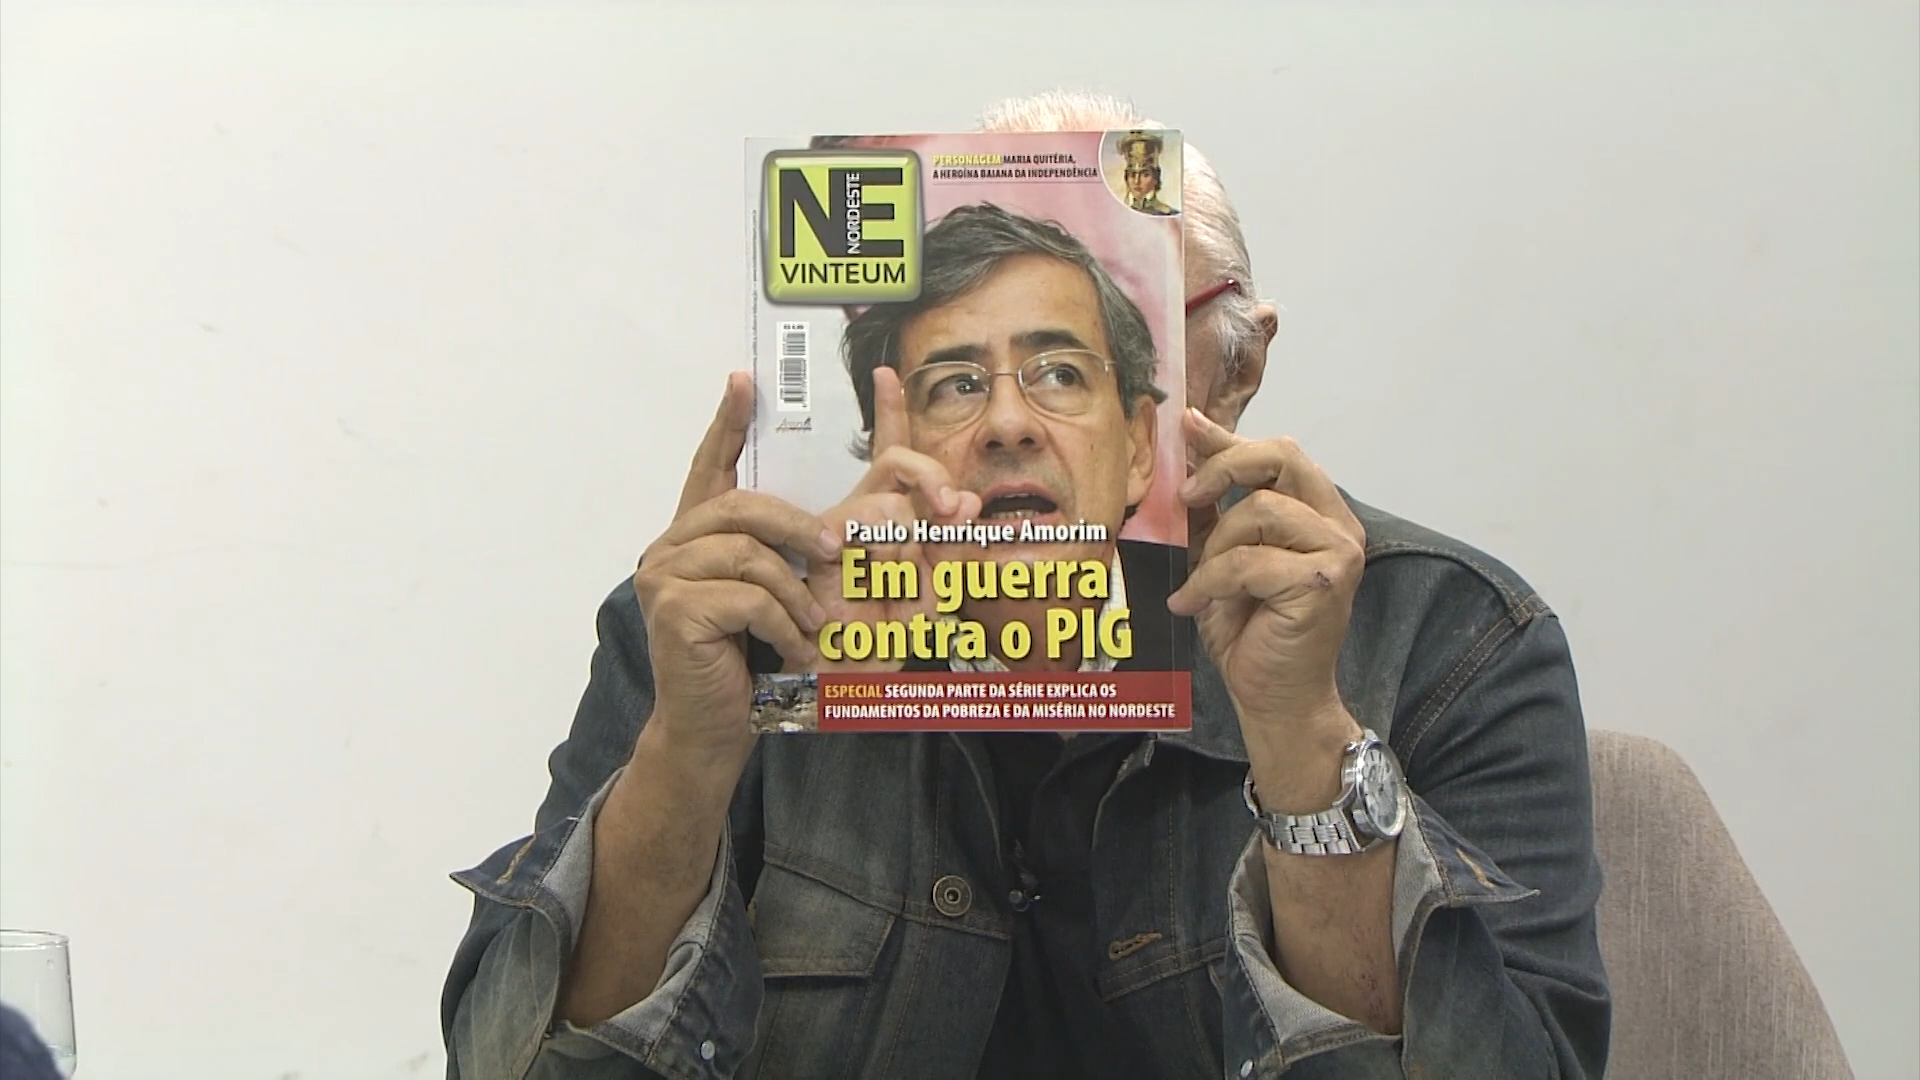 PERSONAGEM MARIA QUITÉRIA,
A HEROÍNA BAIANA DA INDEPENDÊNCIA
NE
NORDESTE
VINTEUM
Paulo Henrique Amorim
Em guerra
contra o PIG
ESPECIAL SEGUNDA PARTE DA SÉRIE EXPLICA OS
FUNDAMENTOS DA POBREZA E DA MISÉRIA NO NORDESTE